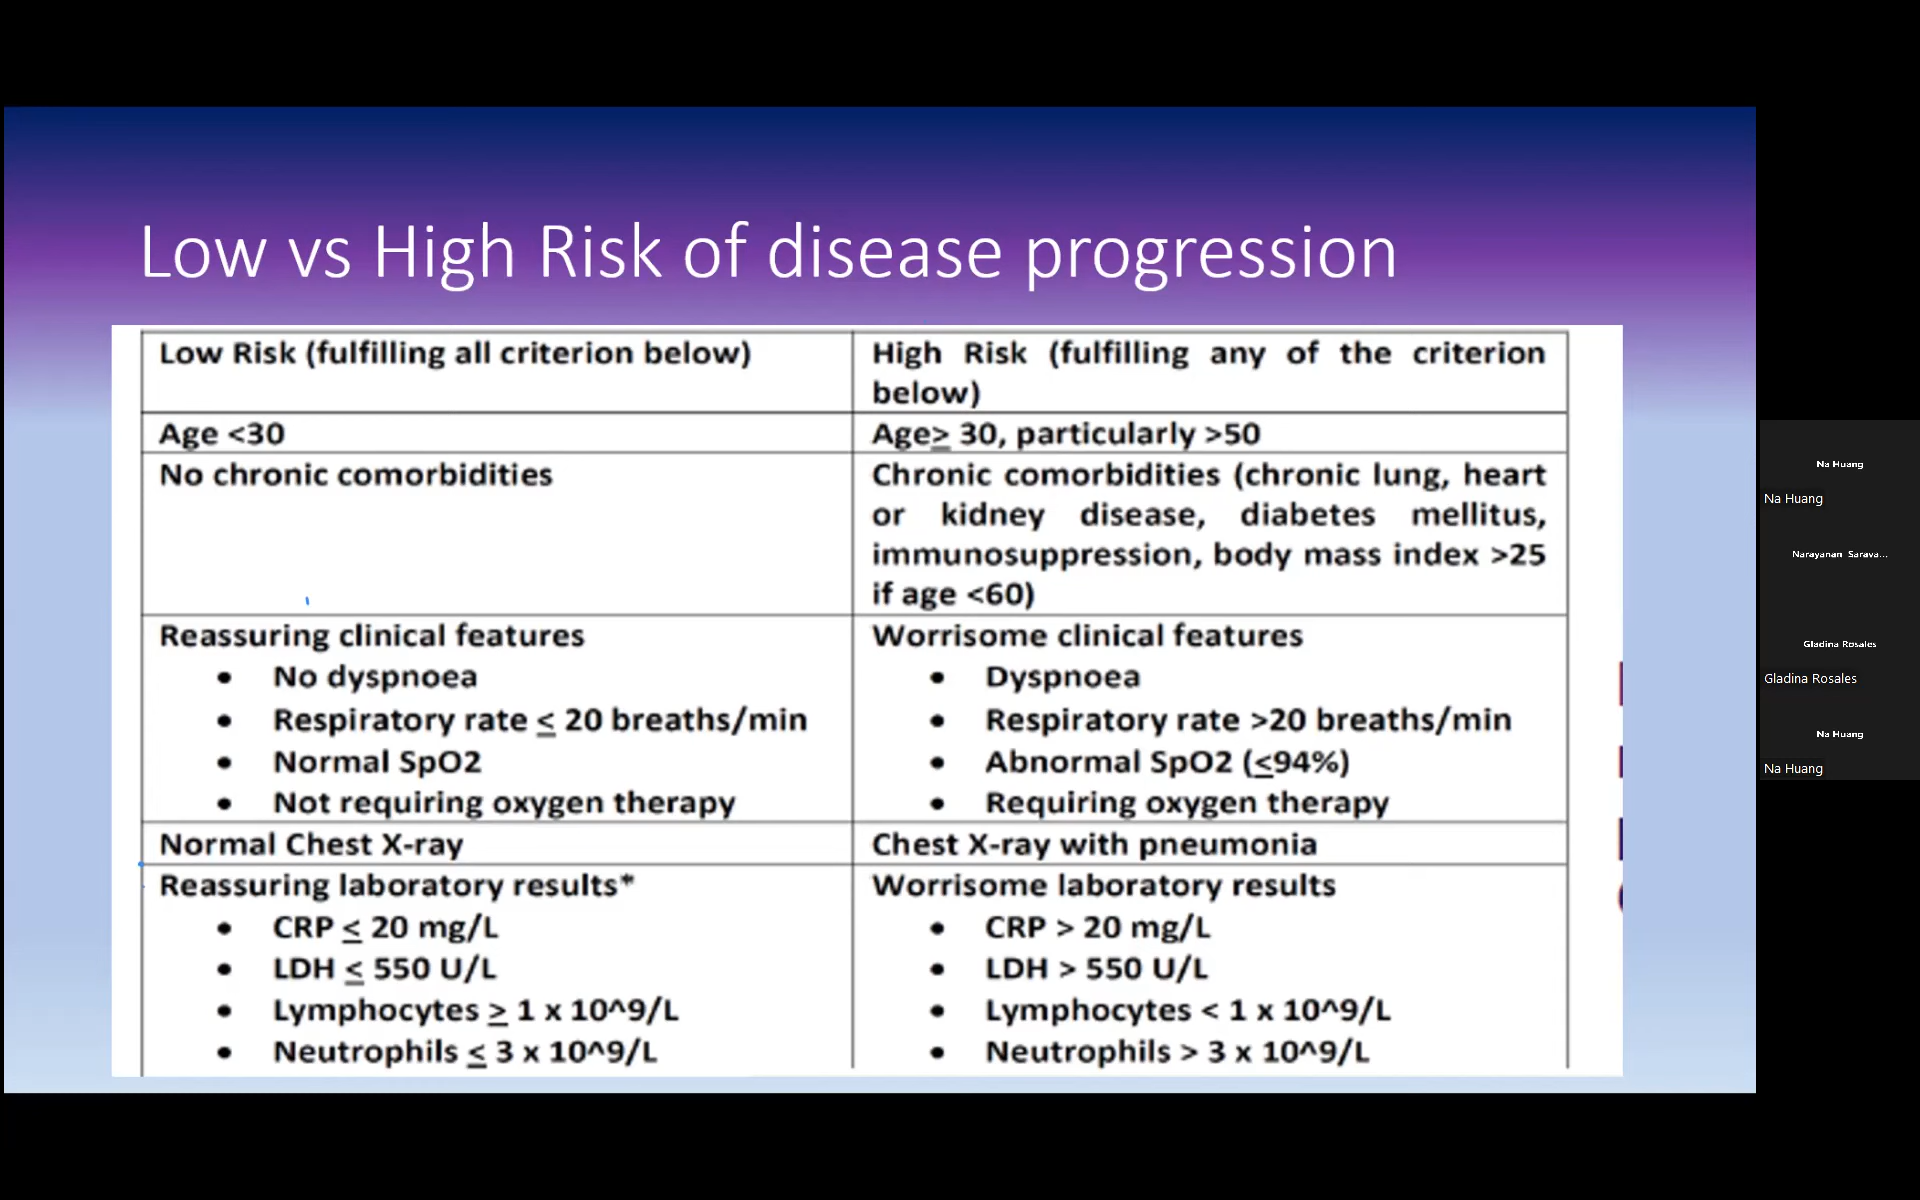 Low vs High Risk of disease progression
Low Risk (fulfilling all criterion below)
High Risk (fulfilling any of the criterion
below)
Age <30
Age≥ 30, particularly >50
No chronic comorbidities
Chronic comorbidities (chronic lung, heart
or kidney disease, diabetes mellitus,
immunosuppression, body mass index >25
if age <60)
Reassuring clinical features
• No dyspnoea
• Respiratory rate ≤ 20 breaths/min
• Normal SpO2
• Not requiring oxygen therapy
Worrisome clinical features
• Dyspnoea
• Respiratory rate >20 breaths/min
• Abnormal SpO2 (≤94%)
• Requiring oxygen therapy
Normal Chest X-ray
Chest X-ray with pneumonia
Reassuring laboratory results*
• CRP ≤ 20 mg/L
• LDH ≤ 550 U/L
• Lymphocytes ≥ 1 x 10^9/L
• Neutrophils ≤ 3 x 10^9/L
Worrisome laboratory results
• CRP > 20 mg/L
• LDH > 550 U/L
• Lymphocytes < 1 x 10^9/L
• Neutrophils > 3 x 10^9/L
Na Huang
Na Huang
Narayanan Sarava...
Gladina Rosales
Gladina Rosales
Na Huang
Na Huang